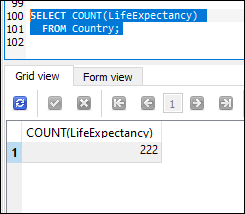 99
100 SELECT COUNT(LifeExpectancy)
101 FROM Country;
102
Grid view Form view
1
COUNT(LifeExpectancy)
1 222